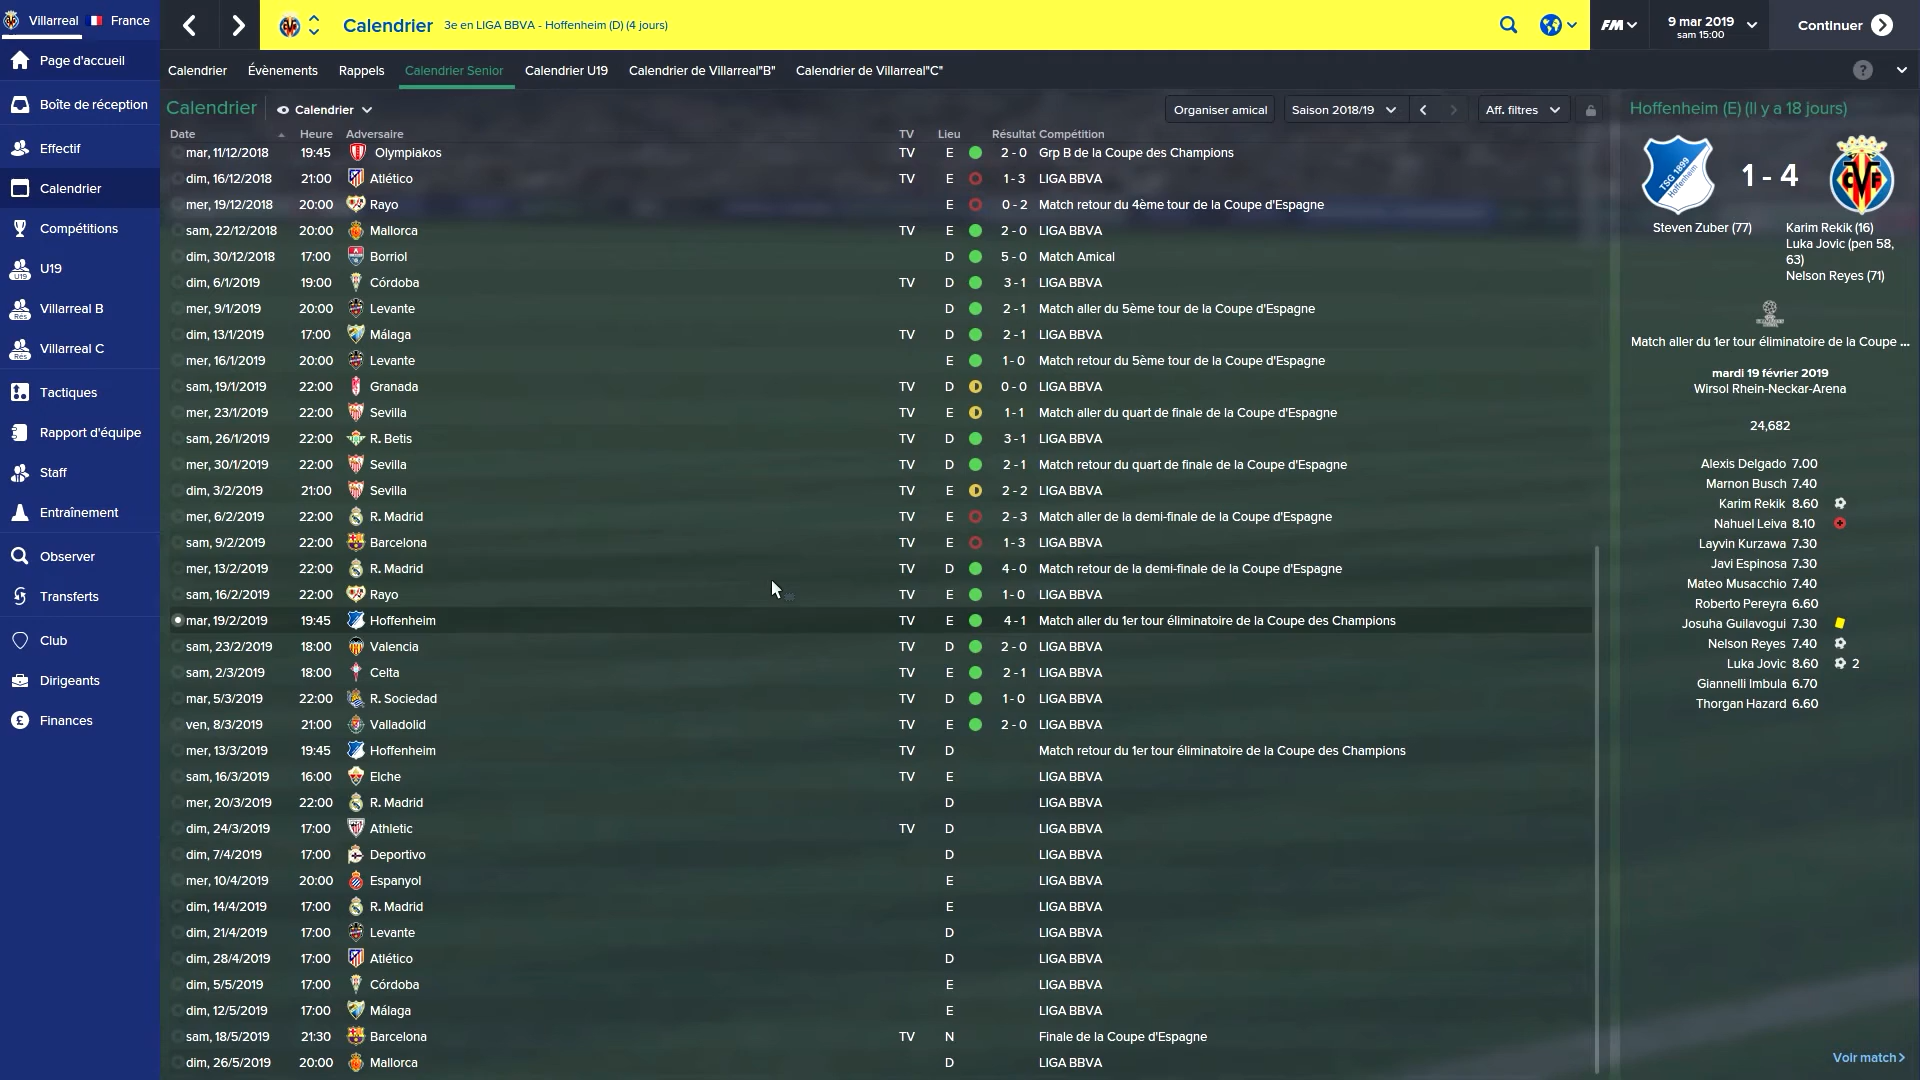 Villarreal France
Calendrier 3e en LIGA BBVA - Hoffenheim (D) (4 jours)
FM
9 mar 2019
sam 15:00
Continuer
Page d'accueil
Boîte de réception
Effectif
Calendrier
Compétitions
U19
Villarreal B
Villarreal C
Tactiques
Rapport d'équipe
Staff
Entraînement
Observer
Transferts
Club
Dirigeants
Finances
Calendrier Évènements Rappels Calendrier Senior Calendrier U19 Calendrier de Villarreal"B" Calendrier de Villarreal"C"
?
Calendrier Calendrier Organiser amical Saison 2018/19 Aff. filtres
Date Heure Adversaire TV Lieu Résultat Compétition
mar, 11/12/2018 19:45 Olympiakos TV E 2 - 0 Grp B de la Coupe des Champions
dim, 16/12/2018 21:00 Atlético TV E 1 - 3 LIGA BBVA
mer, 19/12/2018 20:00 Rayo E 0 - 2 Match retour du 4ème tour de la Coupe d'Espagne
sam, 22/12/2018 20:00 Mallorca TV E 2 - 0 LIGA BBVA
dim, 30/12/2018 17:00 Borriol D 5 - 0 Match Amical
dim, 6/1/2019 19:00 Córdoba TV D 3 - 1 LIGA BBVA
mer, 9/1/2019 20:00 Levante D 2 - 1 Match aller du 5ème tour de la Coupe d'Espagne
dim, 13/1/2019 17:00 Málaga TV D 2 - 1 LIGA BBVA
mer, 16/1/2019 20:00 Levante E 1 - 0 Match retour du 5ème tour de la Coupe d'Espagne
sam, 19/1/2019 22:00 Granada TV D 0 - 0 LIGA BBVA
mer, 23/1/2019 22:00 Sevilla TV E 1 - 1 Match aller du quart de finale de la Coupe d'Espagne
sam, 26/1/2019 22:00 R. Betis TV D 3 - 1 LIGA BBVA
mer, 30/1/2019 22:00 Sevilla TV D 2 - 1 Match retour du quart de finale de la Coupe d'Espagne
dim, 3/2/2019 21:00 Sevilla TV E 2 - 2 LIGA BBVA
mer, 6/2/2019 22:00 R. Madrid TV E 2 - 3 Match aller de la demi-finale de la Coupe d'Espagne
sam, 9/2/2019 22:00 Barcelona TV E 1 - 3 LIGA BBVA
mer, 13/2/2019 22:00 R. Madrid TV D 4 - 0 Match retour de la demi-finale de la Coupe d'Espagne
sam, 16/2/2019 22:00 Rayo TV E 1 - 0 LIGA BBVA
mar, 19/2/2019 19:45 Hoffenheim TV E 4 - 1 Match aller du 1er tour éliminatoire de la Coupe des Champions
sam, 23/2/2019 18:00 Valencia TV D 2 - 0 LIGA BBVA
sam, 2/3/2019 18:00 Celta TV E 2 - 1 LIGA BBVA
mar, 5/3/2019 22:00 R. Sociedad TV D 1 - 0 LIGA BBVA
ven, 8/3/2019 21:00 Valladolid TV E 2 - 0 LIGA BBVA
mer, 13/3/2019 19:45 Hoffenheim TV D Match retour du 1er tour éliminatoire de la Coupe des Champions
sam, 16/3/2019 16:00 Elche TV E LIGA BBVA
mer, 20/3/2019 22:00 R. Madrid D LIGA BBVA
dim, 24/3/2019 17:00 Athletic TV D LIGA BBVA
dim, 7/4/2019 17:00 Deportivo D LIGA BBVA
mer, 10/4/2019 20:00 Espanyol E LIGA BBVA
dim, 14/4/2019 17:00 R. Madrid E LIGA BBVA
dim, 21/4/2019 17:00 Levante D LIGA BBVA
dim, 28/4/2019 17:00 Atlético D LIGA BBVA
dim, 5/5/2019 17:00 Córdoba E LIGA BBVA
dim, 12/5/2019 17:00 Málaga E LIGA BBVA
sam, 18/5/2019 21:30 Barcelona TV N Finale de la Coupe d'Espagne
dim, 26/5/2019 20:00 Mallorca D LIGA BBVA
Hoffenheim (E) (Il y a 18 jours)
TSG 1899
Hoffenheim
1 - 4
Steven Zuber (77)
Karim Rekik (16)
Luka Jovic (pen 58,
63)
Nelson Reyes (71)
Match aller du 1er tour éliminatoire de la Coupe ...
mardi 19 février 2019
Wirsol Rhein-Neckar-Arena
24,682
Alexis Delgado 7.00
Marnon Busch 7.40
Karim Rekik 8.60
Nahuel Leiva 8.10
Layvin Kurzawa 7.30
Javi Espinosa 7.30
Mateo Musacchio 7.40
Roberto Pereyra 6.60
Josuha Guilavogui 7.30
Nelson Reyes 7.40
Luka Jovic 8.60 2
Giannelli Imbula 6.70
Thorgan Hazard 6.60
Voir match